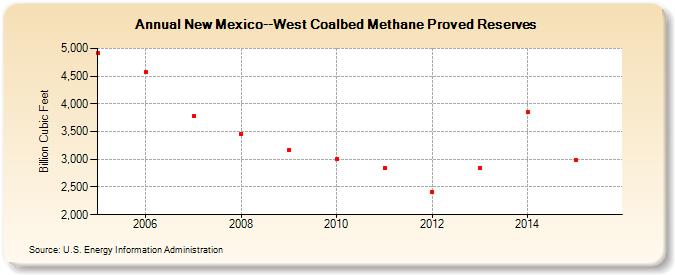 Annual New Mexico--West Coalbed Methane Proved Reserves
Billion Cubic Feet
5,000
4,500
4,000
3,500
3,000
2,500
2,000
2006 2008 2010 2012 2014
Source: U.S. Energy Information Administration